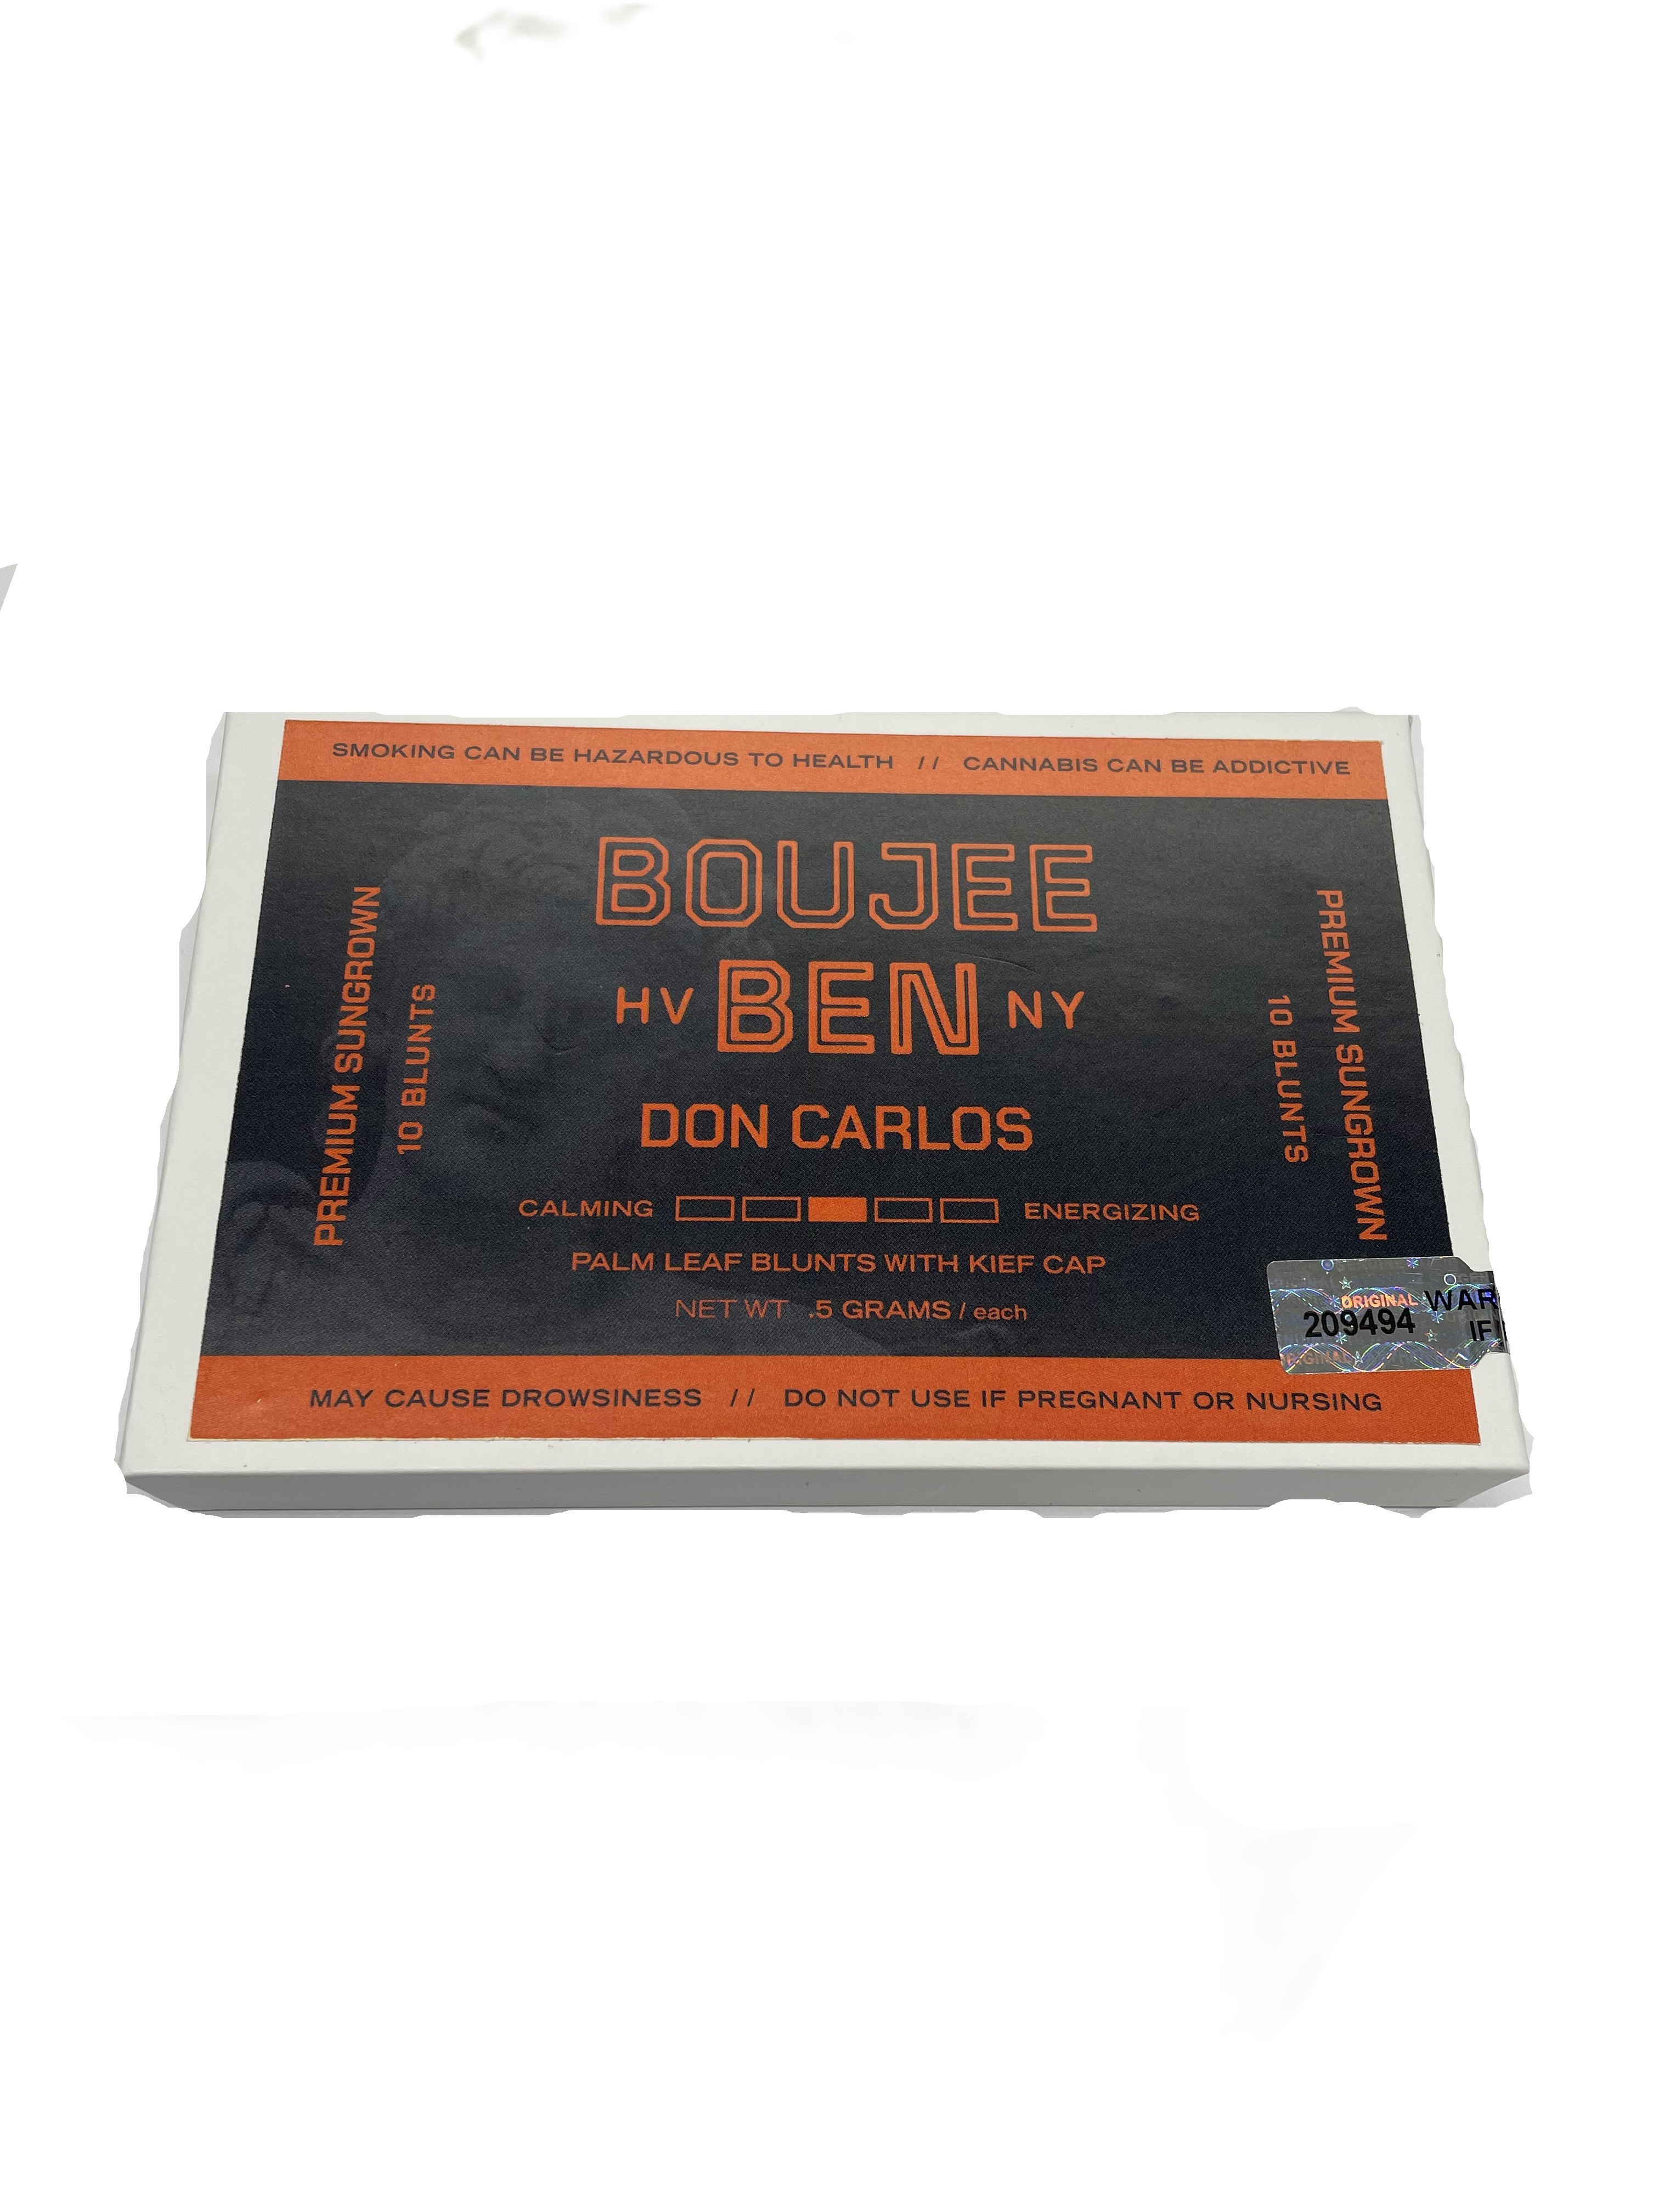 SMOKING CAN BE HAZARDOUS TO HEALTH // CANNABIS CAN BE ADDICTIVE
BOUJEE
HV BEN NY
DON CARLOS
CALMING ENERGIZING
PALM LEAF BLUNTS WITH KIEF CAP
NET WT .5 GRAMS / each
PREMIUM SUNGROWN
10 BLUNTS
PREMIUM SUNGROWN
10 BLUNTS
ORIGINAL
209494
IF
MAY CAUSE DROWSINESS // DO NOT USE IF PREGNANT OR NURSING